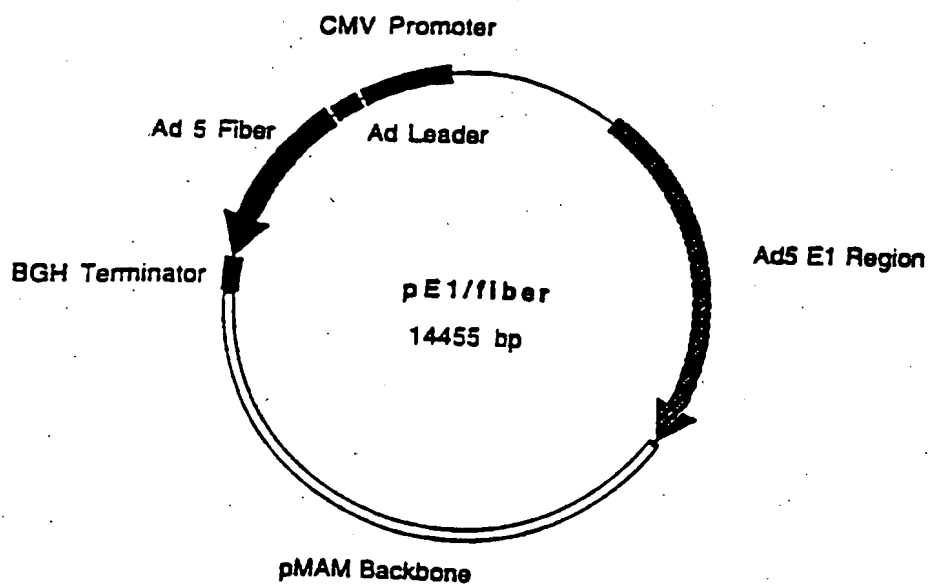 CMV Promoter
Ad 5 Fiber
Ad Leader
BGH Terminator
Ad5 E1 Region
pE1/fiber
14455 bp
pMAM Backbone